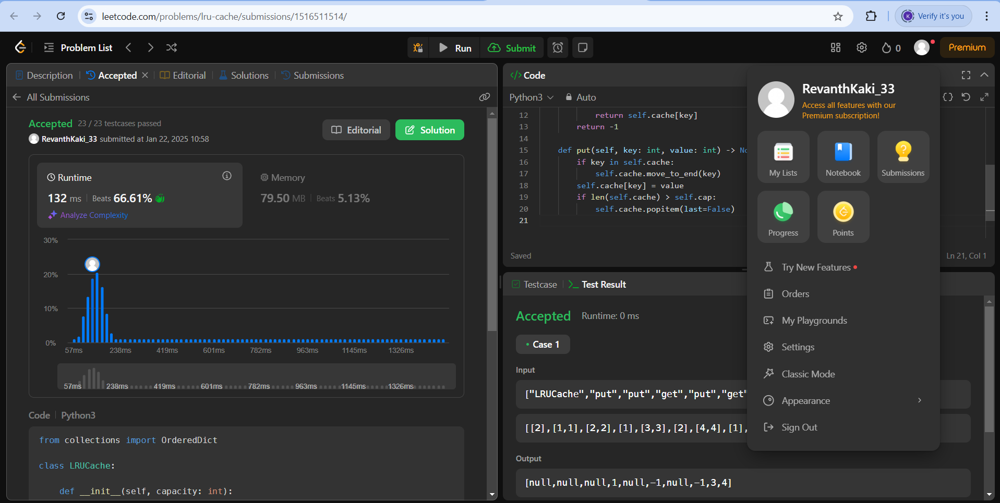 leetcode.com/problems/lru-cache/submissions/1516511514/
K
Verify it's you
Problem List
Run
Submit
0
Premium
Description
Accepted
Editorial
Solutions
Submissions
All Submissions
Accepted 23 / 23 testcases passed
RevanthKaki_33 submitted at Jan 22, 2025 10:58
Editorial
Solution
Runtime
132 ms | Beats 66.61%
Analyze Complexity
Memory
79.50 MB | Beats 5.13%
30%
20%
10%
0%
57ms 238ms 419ms 601ms 782ms 963ms 1145ms 1326ms
57ms 238ms 419ms 601ms 782ms 963ms 1145ms 1326ms
Code | Python3
from collections import OrderedDict
class LRUCache:
def __init__(self, capacity: int):
</> Code
Python3 Auto
12 return self.cache[key]
13 return -1
14
15 def put(self, key: int, value: int) -> No
16 if key in self.cache:
17 self.cache.move_to_end(key)
18 self.cache[key] = value
19 if len(self.cache) > self.cap:
20 self.cache.popitem(last=False)
21
Saved
Ln 21, Col 1
Testcase
>_ Test Result
Accepted Runtime: 0 ms
• Case 1
Input
["LRUCache","put","put","get","put","get"
[[2],[1,1],[2,2],[1],[3,3],[2],[4,4],[1],
Output
[null,null,null,1,null,-1,null,-1,3,4]
RevanthKaki_33
Access all features with our
Premium subscription!
My Lists
Notebook
Submissions
Progress
Points
Try New Features
Orders
My Playgrounds
Settings
Classic Mode
Appearance
Sign Out